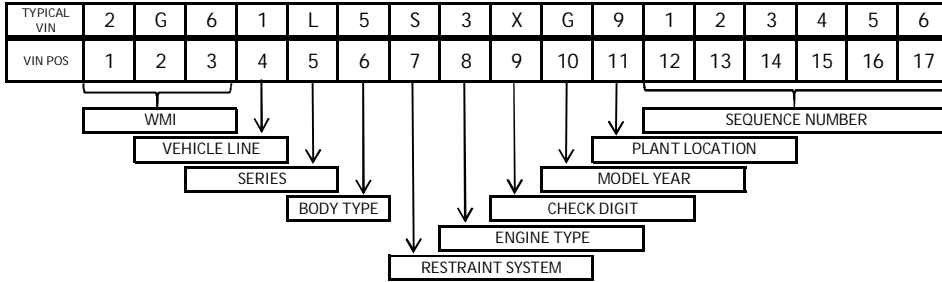 TYPICAL VIN 2 G 6 1 L 5 S 3 X G 9 1 2 3 4 5 6
VIN POS 1 2 3 4 5 6 7 8 9 10 11 12 13 14 15 16 17
WMI SEQUENCE NUMBER
VEHICLE LINE PLANT LOCATION
SERIES MODEL YEAR
BODY TYPE CHECK DIGIT
ENGINE TYPE
RESTRAINT SYSTEM